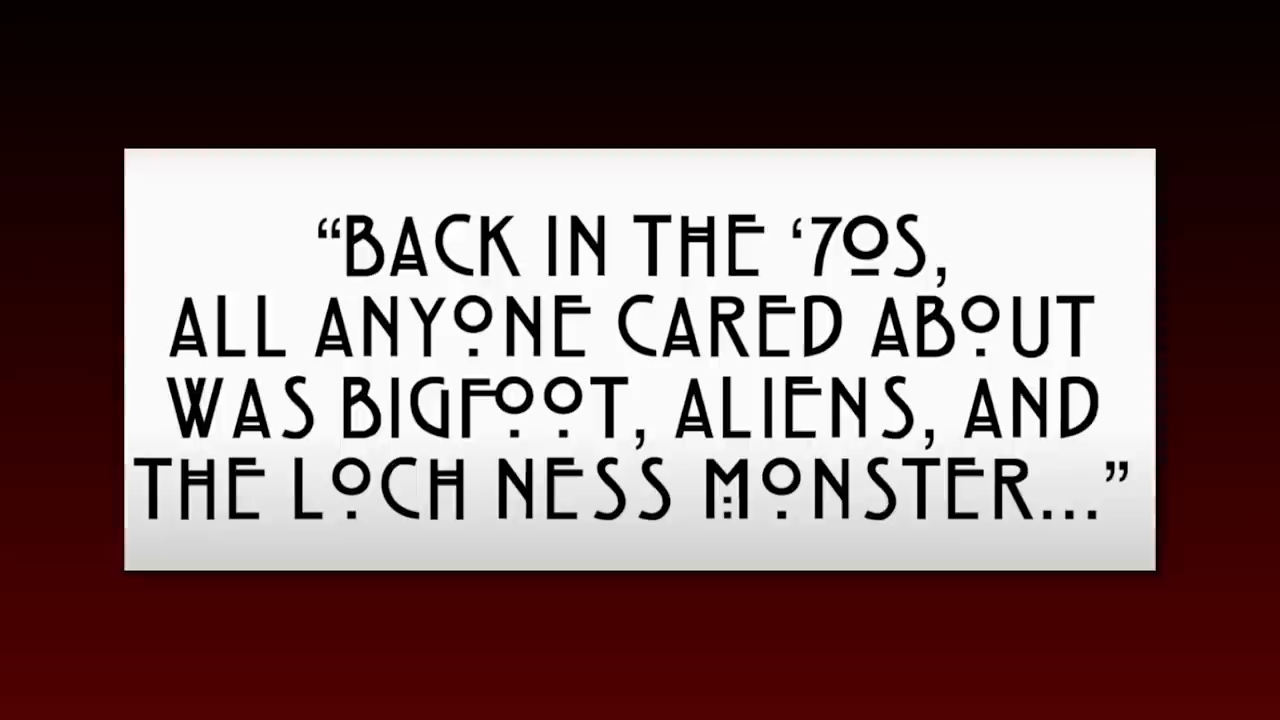 “BACK IN THE ‘70S,
ALL ANYONE CARED ABOUT
WAS BIGFOOT, ALIENS, AND
THE LOCH NESS MONSTER...”